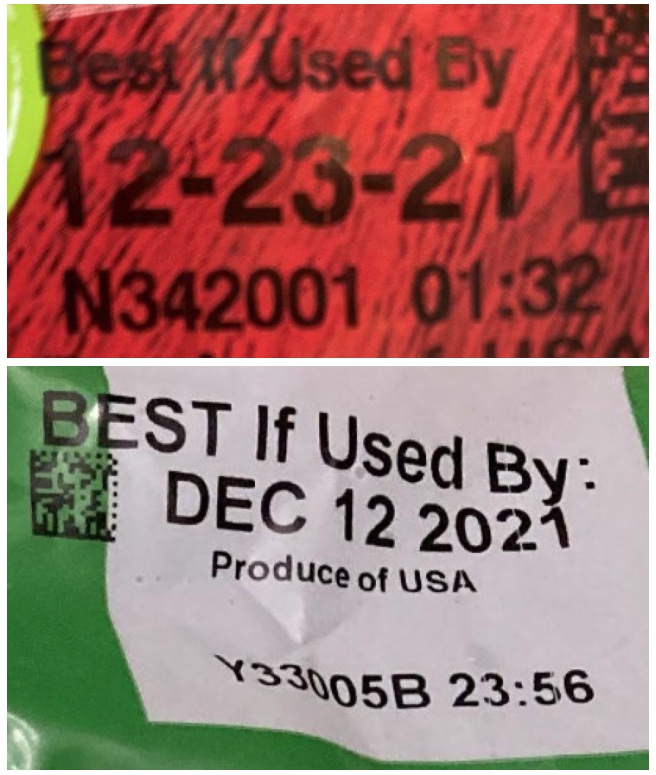 Best If Used By
12-23-21
N342001 01:32
BEST If Used By:
DEC 12 2021
Produce of USA
Y33005B 23:56